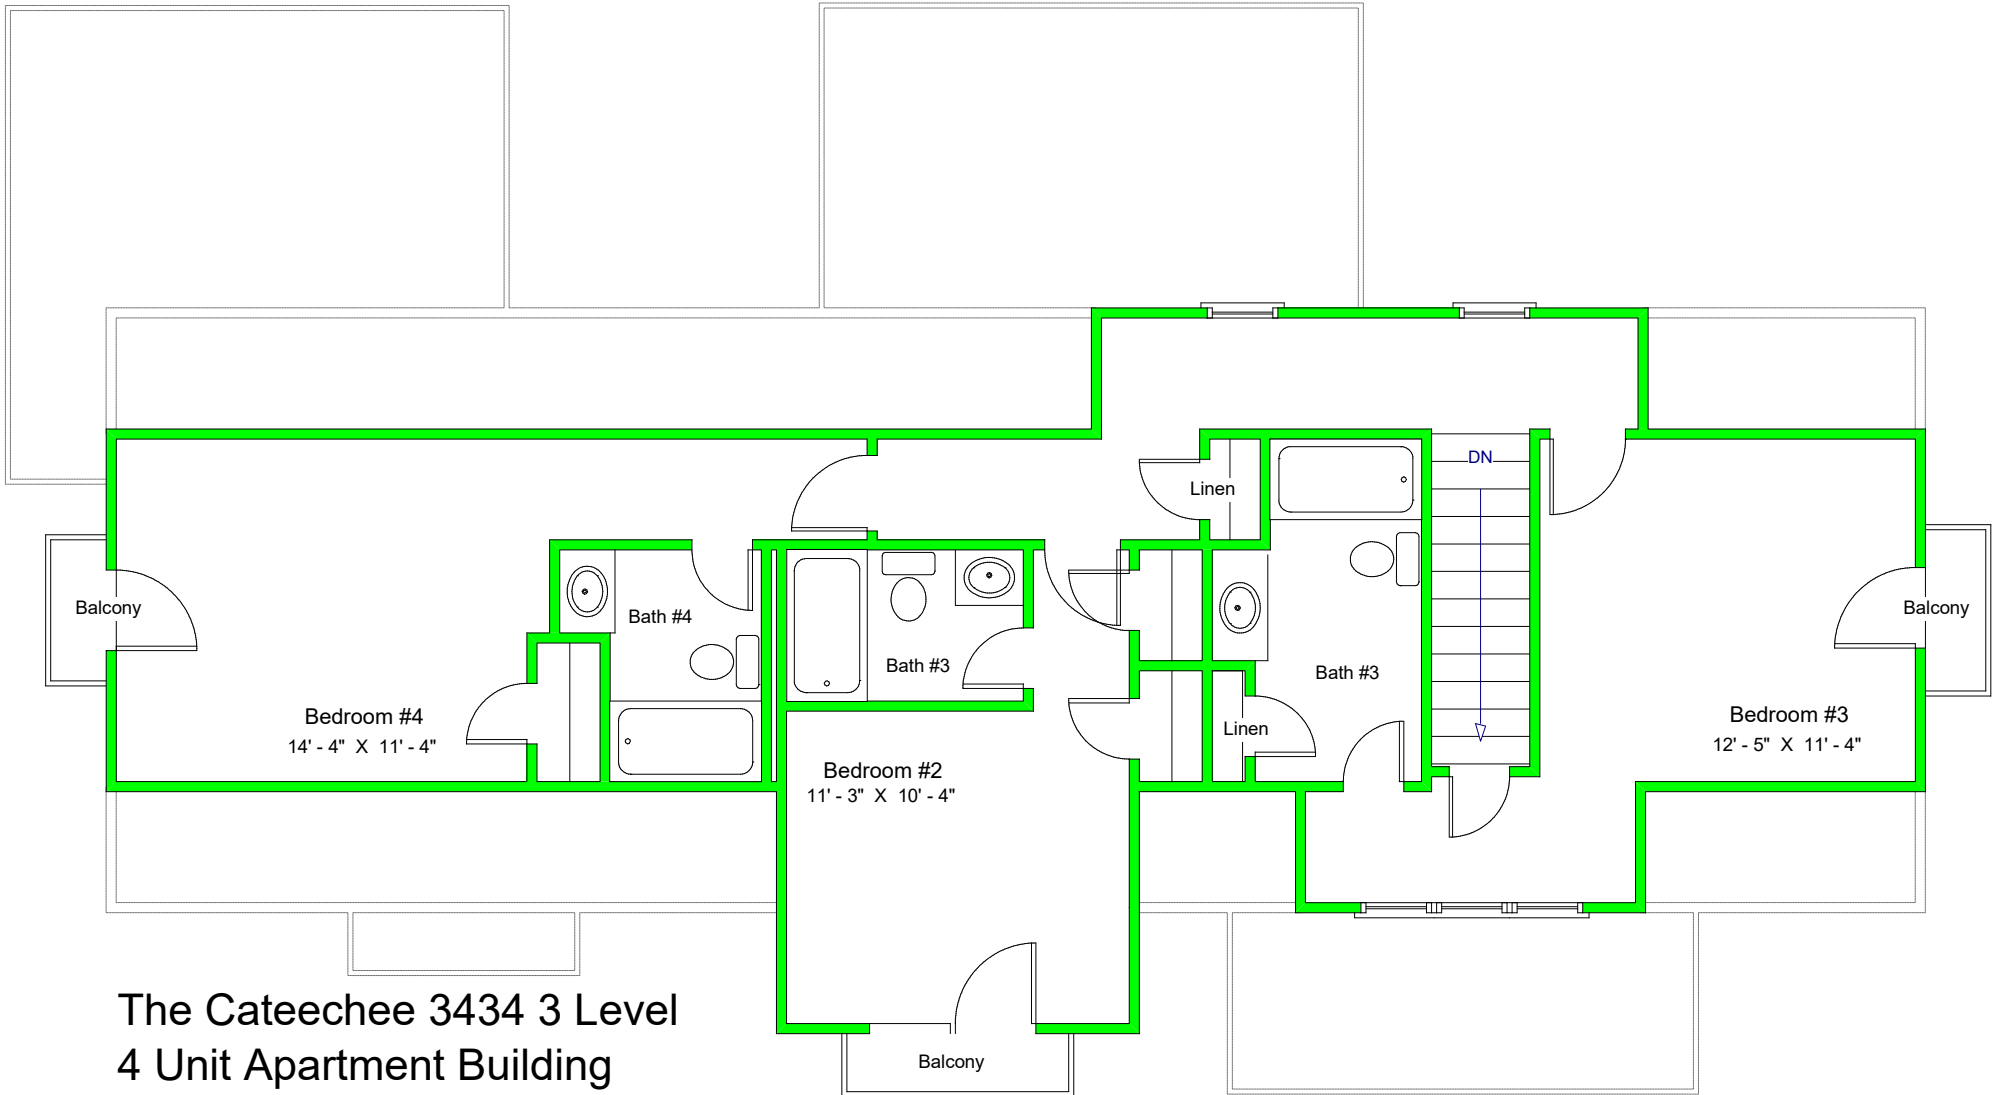 DN
Linen
Balcony
Bath #4
Bath #3
Balcony
Bath #3
Linen
Bedroom #4
14' - 4" X 11' - 4"
Bedroom #3
12' - 5" X 11' - 4"
Bedroom #2
11' - 3" X 10' - 4"
The Cateechee 3434 3 Level
4 Unit Apartment Building
Balcony